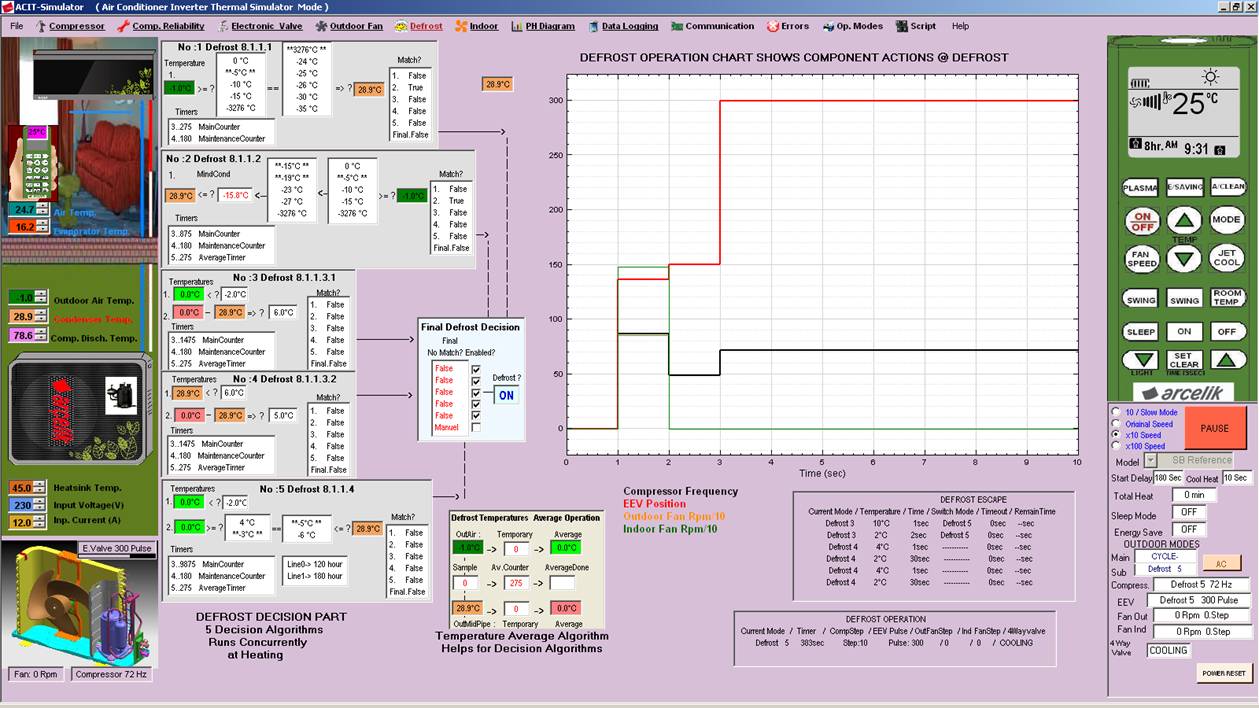 ACIT-Simulator ( Air Conditioner Inverter Thermal Simulator Mode )
File Compressor Comp. Reliability Electronic Valve Outdoor Fan Defrost Indoor PH Diagram Data Logging Communication Errors Op. Modes Script Help
25°C
24.7 Air Temp.
16.2 Evaporator Temp.
-1.0 Outdoor Air Temp.
28.9 Condenser Temp.
78.6 Comp. Disch. Temp.
45.0 Heatsink Temp.
230 Input Voltage(V)
12.0 Inp. Current (A)
E.Valve 300 Pulse
Fan: 0 Rpm Compressor 72 Hz
No :1 Defrost 8.1.1.1
Temperature
1.
-1.0°C >= ?
0 °C
**-5°C **
-10 °C
-15 °C
-3276 °C
==
**3276°C **
-24 °C
-25 °C
-26 °C
-30 °C
-35 °C
=> ? 28.9°C
Match?
1. False
2. True
3. False
4. False
5. False
Final.False
Timers
3..275 MainCounter
4..180 MaintenanceCounter
28.9°C
No :2 Defrost 8.1.1.2
1. MindCond
28.9°C <= ? -15.8°C <--
**-15°C **
**-19°C **
-23 °C
-27 °C
-3276 °C
<--
0 °C
**-5°C **
-10 °C
-15 °C
-3276 °C
>= ? -1.0°C
Match?
1. False
2. True
3. False
4. False
5. False
Final.False
Timers
3..875 MainCounter
4..180 MaintenanceCounter
5..275 AverageTimer
No :3 Defrost 8.1.1.3.1
Temperatures
1. 0.0°C < ? -2.0°C
2. 0.0°C - 28.9°C => ? 6.0°C
Match?
1. False
2. False
3. False
4. False
5. False
Final.False
Timers
3..1475 MainCounter
4..180 MaintenanceCounter
5..275 AverageTimer
No :4 Defrost 8.1.1.3.2
Temperatures
1. 28.9°C < ? 6.0°C
2. 0.0°C - 28.9°C => ? 5.0°C
Match?
1. False
2. False
3. False
4. False
5. False
Final.False
Timers
3..1475 MainCounter
4..180 MaintenanceCounter
5..275 AverageTimer
No :5 Defrost 8.1.1.4
Temperatures
1. 0.0°C < ? -2.0°C
2. 0.0°C >= ?
4 °C
**-3°C **
==
**-5°C **
-6 °C
<= ? 28.9°C
Match?
1. False
2. False
3. False
4. False
5. False
Final.False
Timers
3..9875 MainCounter
4..180 MaintenanceCounter
5..275 AverageTimer
Line0-> 120 hour
Line1-> 180 hour
DEFROST DECISION PART
5 Decision Algorithms
Runs Concurrently
at Heating
Final Defrost Decision
Final
No Match? Enabled?
False
False
False
False
False
Manuel
Defrost ?
ON
Defrost Temperatures Average Operation
OutAir : Temporary Average
-1.0°C -> 0 -> 0.0°C
Sample Av.Counter AverageDone
0 -> 275 ->
28.9°C -> 0 -> 0.0°C
OutMidPipe : Temporary Average
Temperature Average Algorithm
Helps for Decision Algorithms
DEFROST OPERATION CHART SHOWS COMPONENT ACTIONS @ DEFROST
300
250
200
150
100
50
0
0 1 2 3 4 5 6 7 8 9 10
Time (sec)
Compressor Frequency
EEV Position
Outdoor Fan Rpm/10
Indoor Fan Rpm/10
DEFROST ESCAPE
Current Mode / Temperature / Time / Switch Mode / Timeout / RemainTime
Defrost 3 10°C 1sec Defrost 5 0sec --sec
Defrost 3 2°C 2sec Defrost 5 0sec --sec
Defrost 4 4°C 1sec ---------- 0sec --sec
Defrost 4 2°C 30sec ---------- 0sec --sec
Defrost 4 4°C 1sec ---------- 0sec --sec
Defrost 4 2°C 30sec ---------- 0sec --sec
DEFROST OPERATION
Current Mode / Timer / CompStep / EEV Pulse / OutFanStep / Ind FanStep / 4Wayvalve
Defrost 5 383sec Step:10 Pulse: 300 / 0 / 0 / COOLING
25°C
8hr. AM 9:31
PLASMA E/SAVING A/CLEAN
ON OFF
TEMP
MODE
FAN SPEED
JET COOL
SWING SWING ROOM TEMP
SLEEP ON OFF
LIGHT SET CLEAR TIME(3SEC)
arcelik
10 / Slow Mode
Original Speed
x10 Speed
x100 Speed
PAUSE
Model SB Reference
Start Delay 180 Sec Cool Heat 10 Sec
Total Heat 0 min
Sleep Mode OFF
Energy Save OFF
OUTDOOR MODES
Main CYCLE-
Sub Defrost 5
AC
Compress. Defrost 5 72 Hz
EEV Defrost 5 300 Pulse
Fan Out 0 Rpm 0.Step
Fan Ind 0 Rpm 0.Step
4 Way
Valve COOLING
POWER RESET